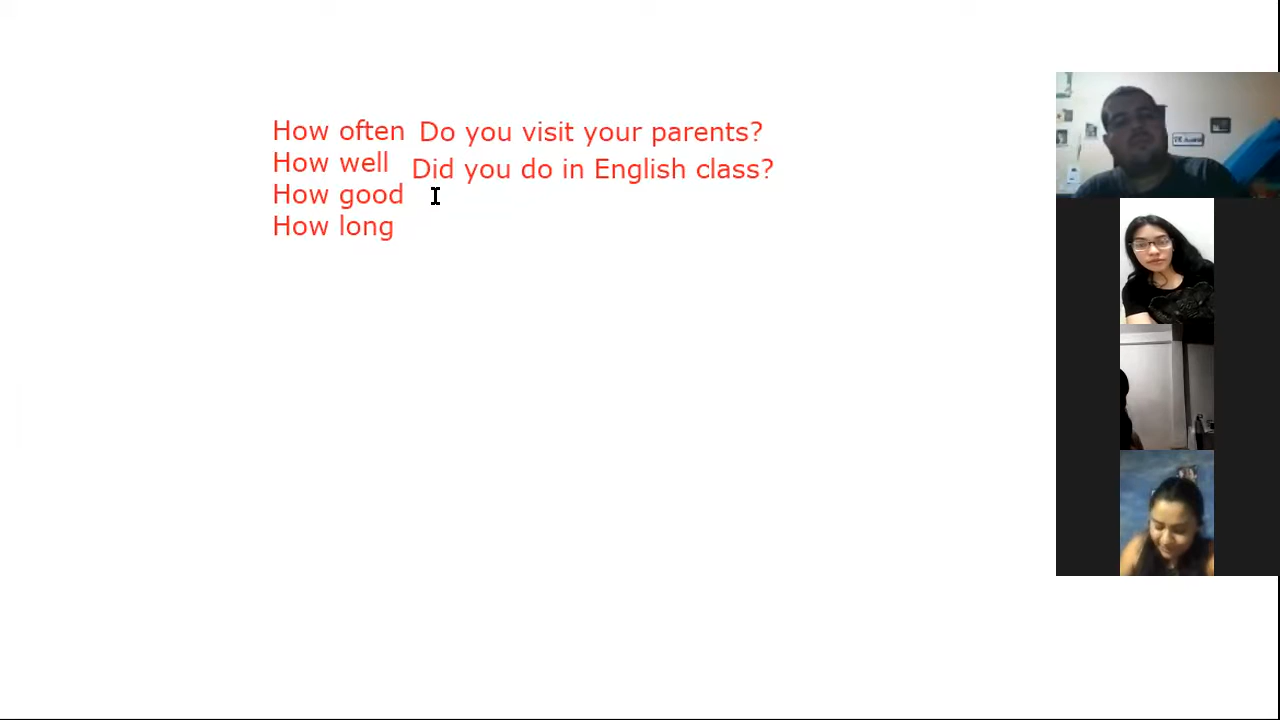 How often Do you visit your parents?
How well Did you do in English class?
How good
How long